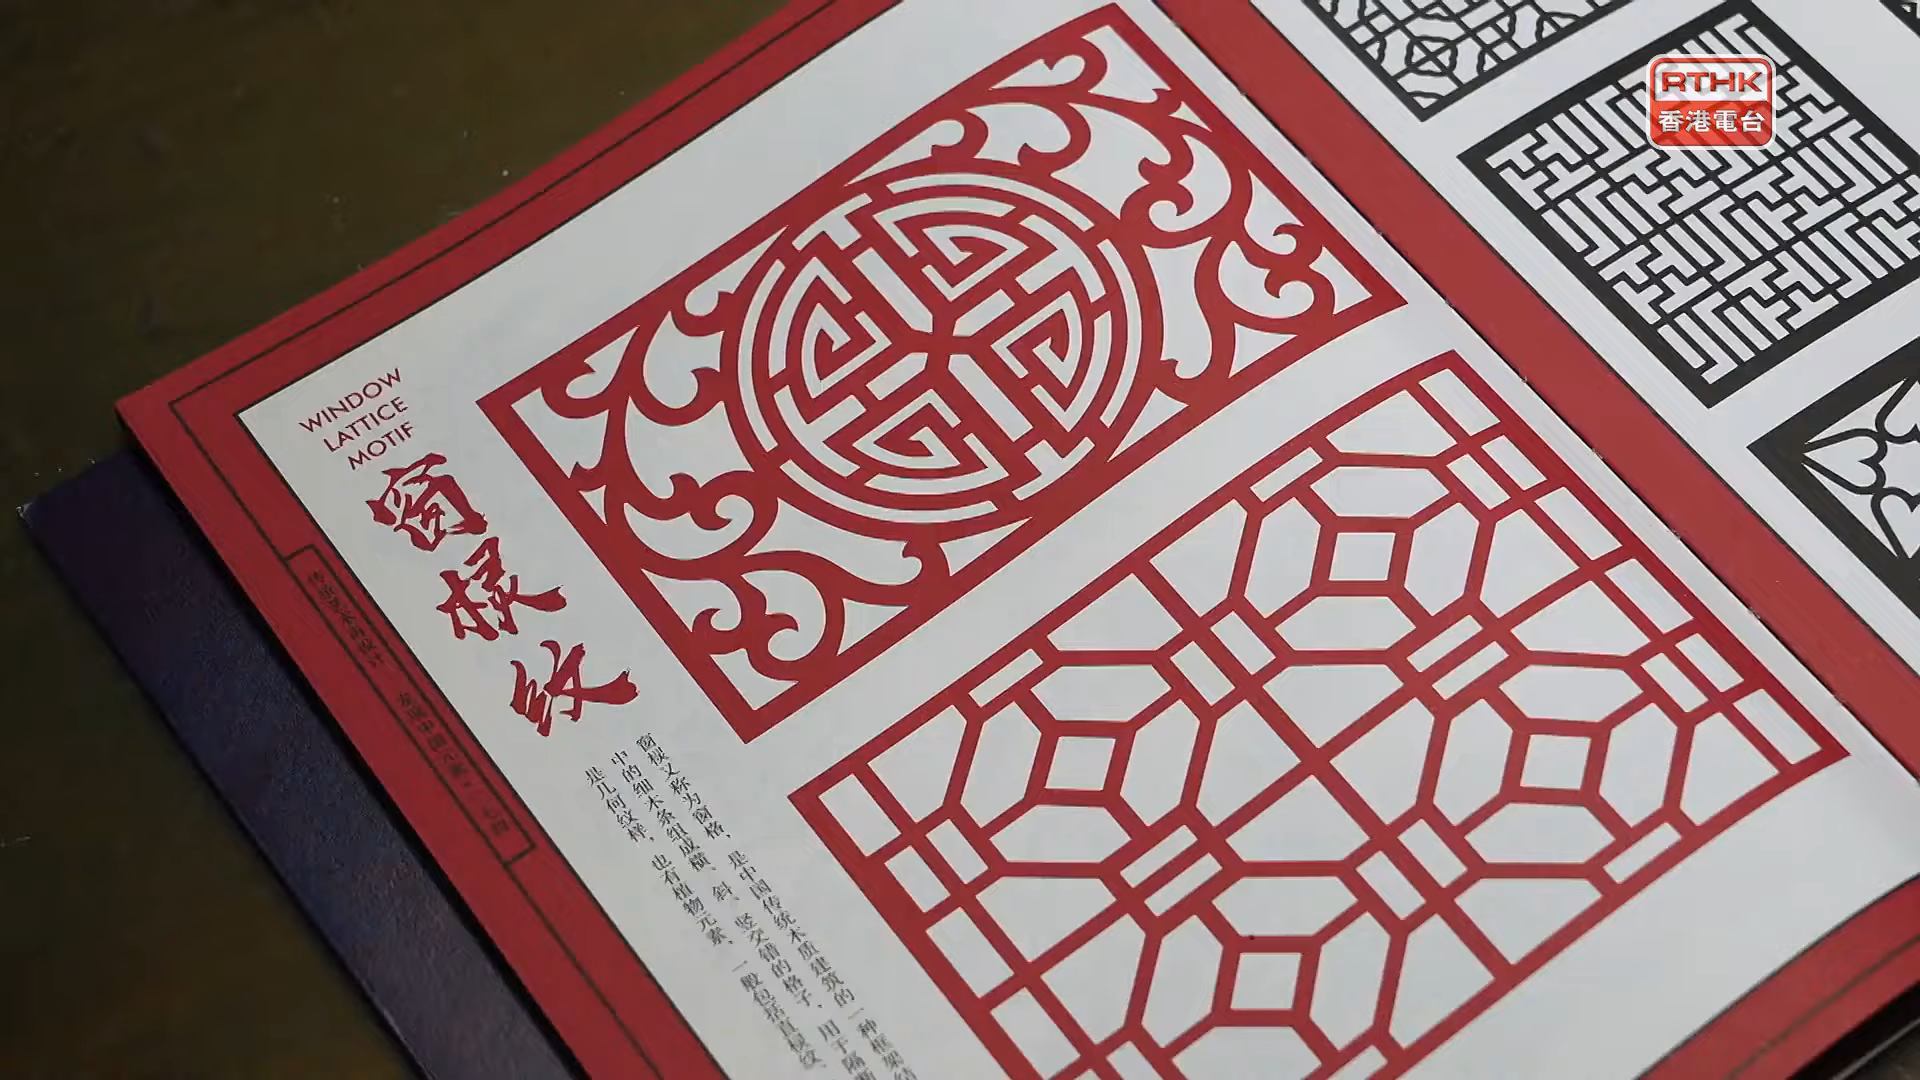 RTHK
香港電台
WINDOW
LATTICE
MOTIF
窗棂纹
窗棂又称为窗格，是中国传统木质建筑的一种框架结
中的细木条组成横、斜、竖交错的格子，用于隔断
是几何纹样，也有植物元素，一般包括直棂纹、